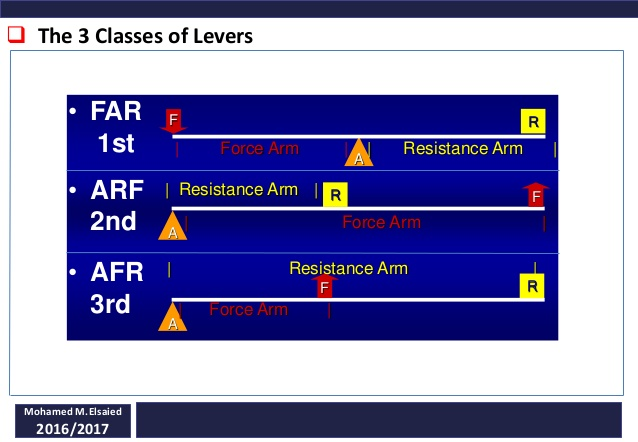 The 3 Classes of Levers
• FAR
1st
F
R
Force Arm
A
Resistance Arm
• ARF
2nd
Resistance Arm
R
F
A
Force Arm
• AFR
3rd
Resistance Arm
F
R
A
Force Arm
Mohamed M. Elsaied
2016/2017